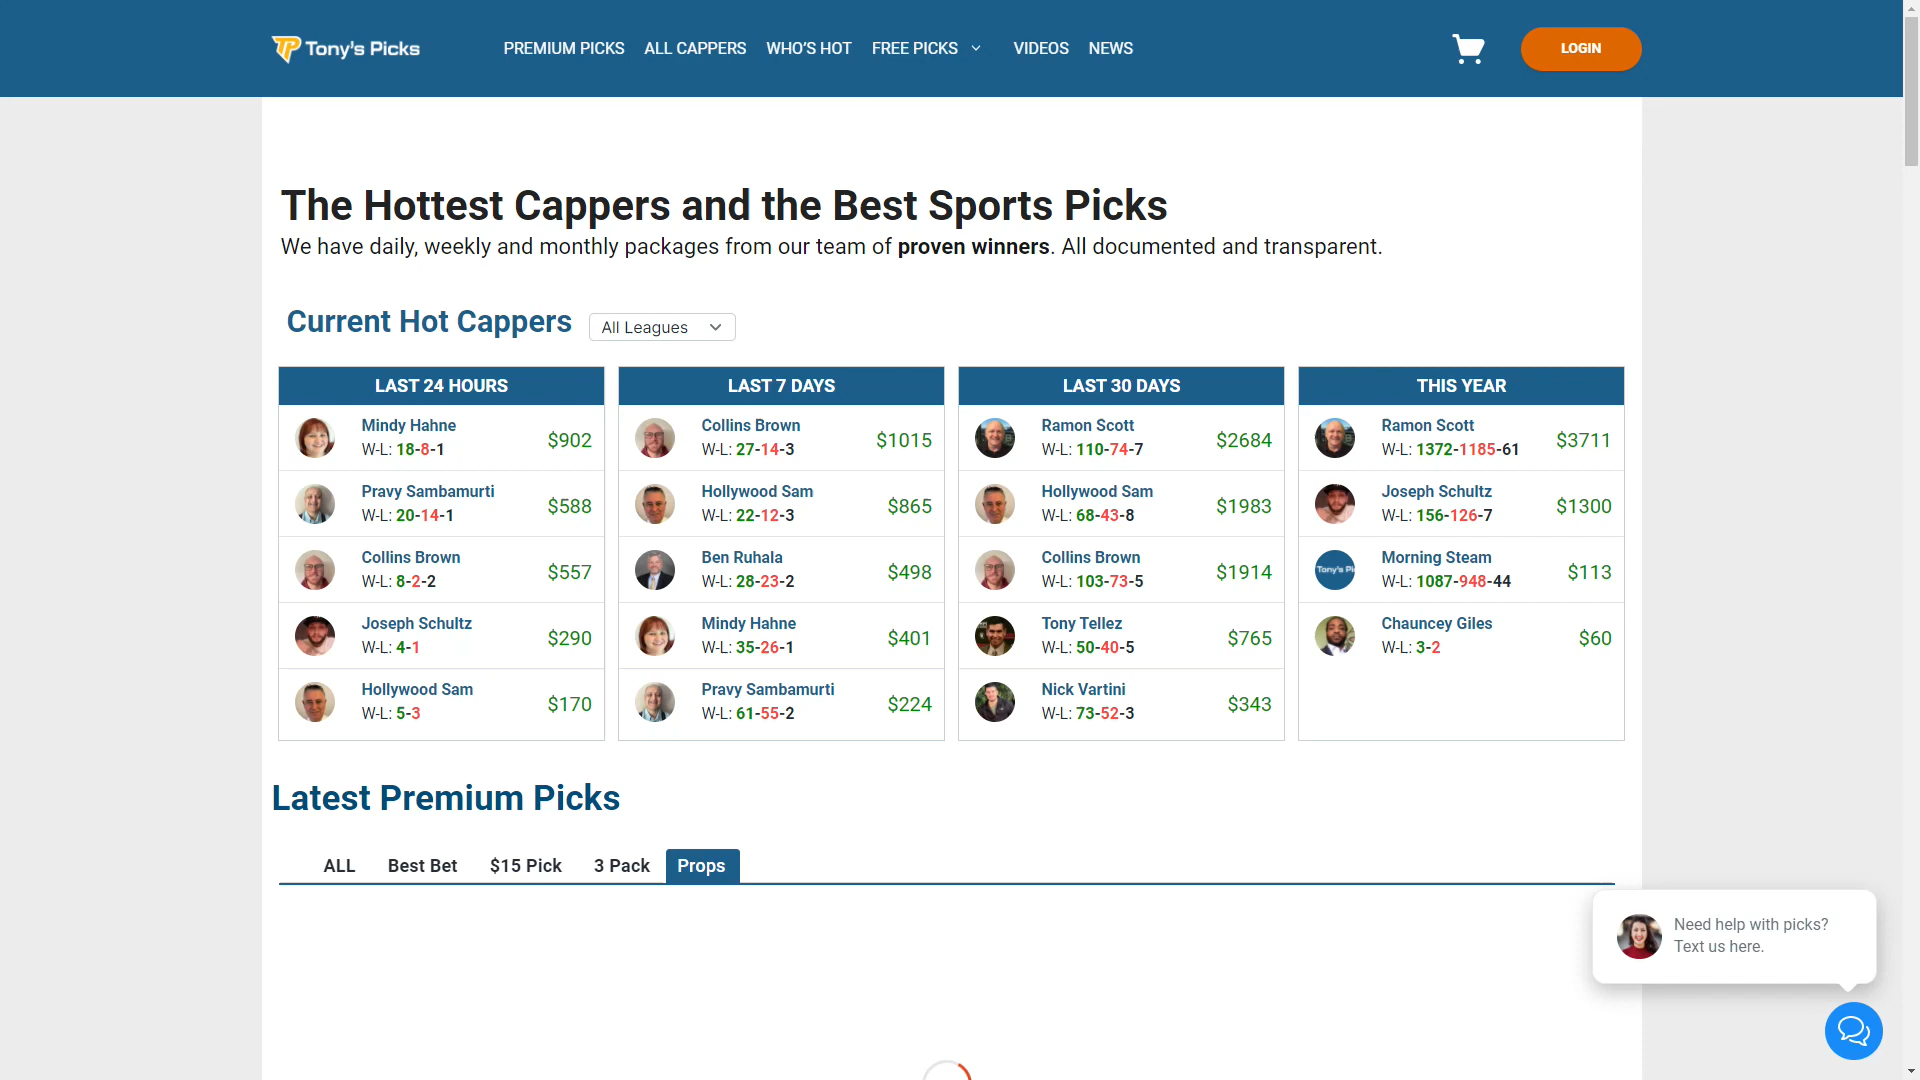 Tony's Picks
PREMIUM PICKS
ALL CAPPERS
WHO'S HOT
FREE PICKS
VIDEOS
NEWS
LOGIN
The Hottest Cappers and the Best Sports Picks
We have daily, weekly and monthly packages from our team of proven winners. All documented and transparent.
Current Hot Cappers
All Leagues
LAST 24 HOURS
Mindy Hahne
W-L: 18-8-1
$902
Pravy Sambamurti
W-L: 20-14-1
$588
Collins Brown
W-L: 8-2-2
$557
Joseph Schultz
W-L: 4-1
$290
Hollywood Sam
W-L: 5-3
$170
LAST 7 DAYS
Collins Brown
W-L: 27-14-3
$1015
Hollywood Sam
W-L: 22-12-3
$865
Ben Ruhala
W-L: 28-23-2
$498
Mindy Hahne
W-L: 35-26-1
$401
Pravy Sambamurti
W-L: 61-55-2
$224
LAST 30 DAYS
Ramon Scott
W-L: 110-74-7
$2684
Hollywood Sam
W-L: 68-43-8
$1983
Collins Brown
W-L: 103-73-5
$1914
Tony Tellez
W-L: 50-40-5
$765
Nick Vartini
W-L: 73-52-3
$343
THIS YEAR
Ramon Scott
W-L: 1372-1185-61
$3711
Joseph Schultz
W-L: 156-126-7
$1300
Tony's Pi
Morning Steam
W-L: 1087-948-44
$113
Chauncey Giles
W-L: 3-2
$60
Latest Premium Picks
ALL
Best Bet
$15 Pick
3 Pack
Props
Need help with picks?
Text us here.